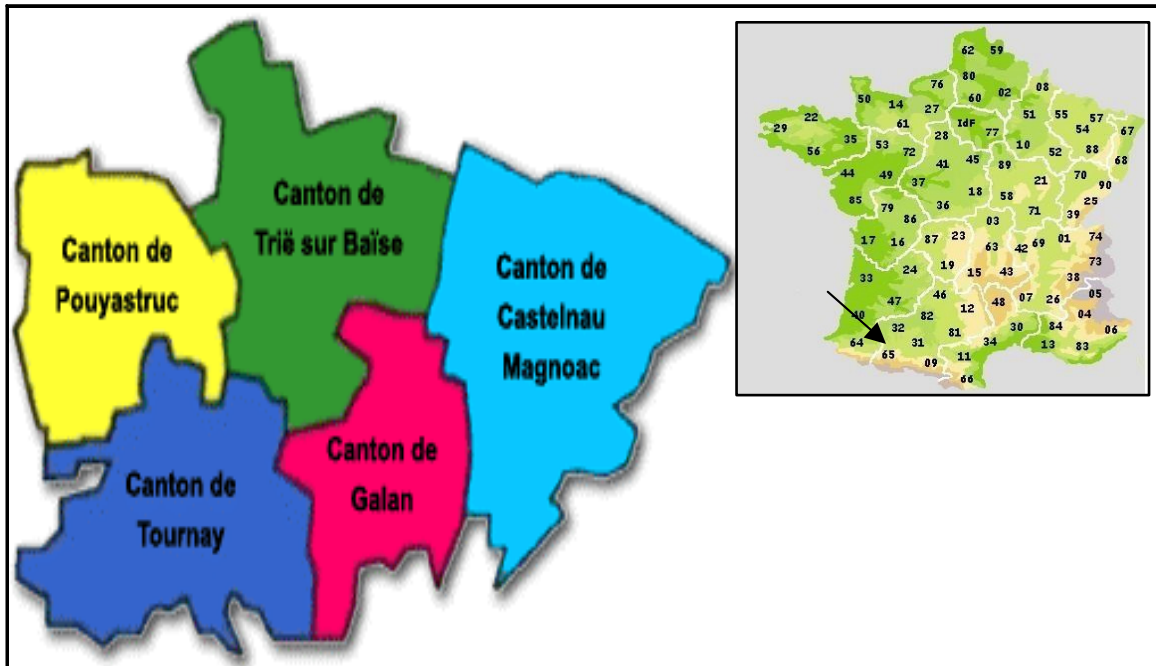 Canton de
Trië sur Baïse
Canton de
Pouyastruc
Canton de
Castelnau
Magnoac
Canton de
Galan
Canton de
Tournay
62 59
80
76 02 08
50 14 27 60
51 55 57
22 61 IdF 54 67
29 35 53 28 77 10 88
56 72 52 68
44 49 41 45 89 70
37 21 90
85 79 36 18 58 25
86 71 39
03
17 16 87 23 63 42 69 01 74
73
24 19 15 43 38
33
46 07 26 05
47 12 48
40 82 04
32 81 30 84 06
64 31 34 13 83
65 09 11
66